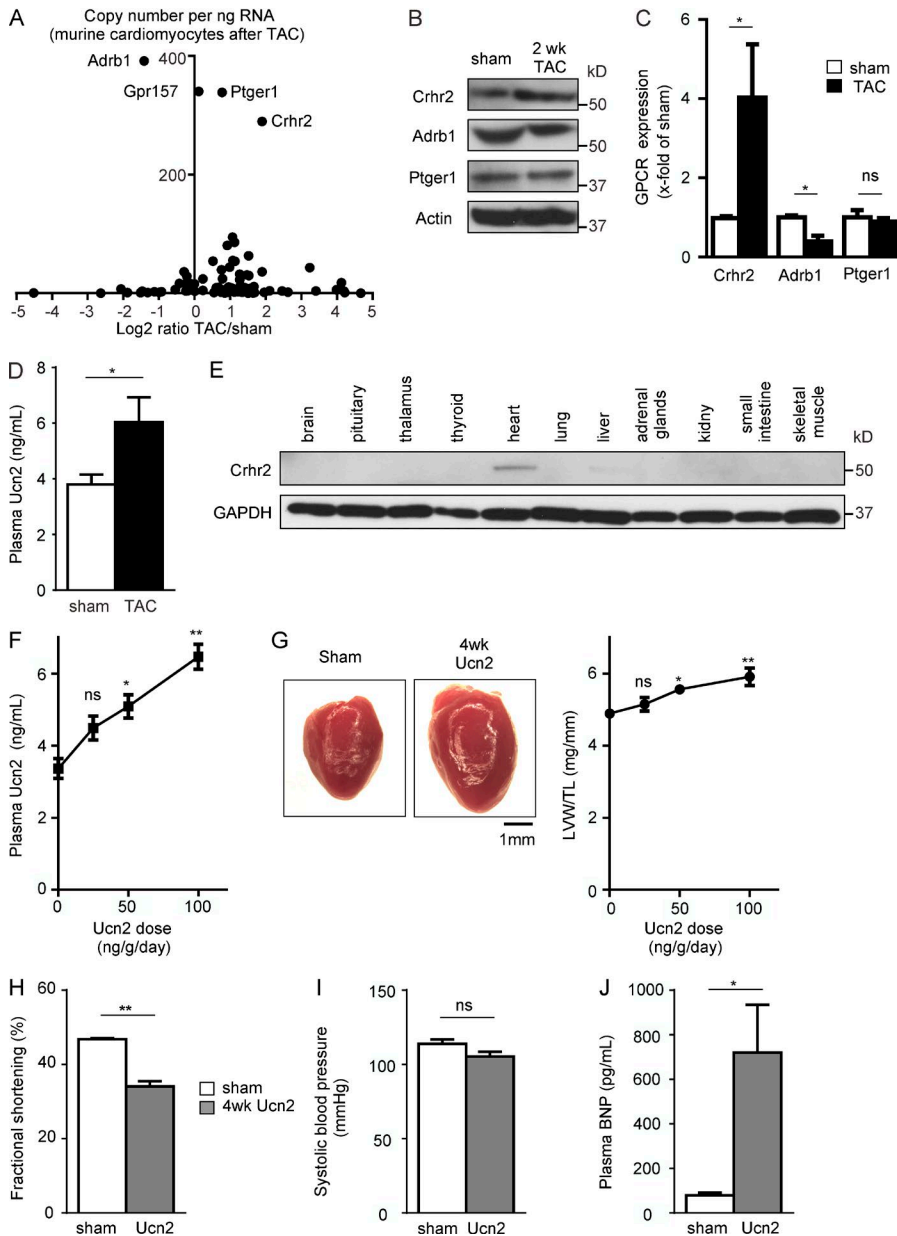 A
Copy number per ng RNA
(murine cardiomyocytes after TAC)
Adrb1
400
Gpr157
Ptger1
Crhr2
200
-5 -4 -3 -2 -1 0 1 2 3 4 5
Log2 ratio TAC/sham
B
sham
2 wk
TAC
kD
Crhr2
50
Adrb1
50
Ptger1
37
Actin
37
C
GPCR expression
(x-fold of sham)
8
6
4
2
0
*
*
ns
sham
TAC
Crhr2 Adrb1 Ptger1
D
Plasma Ucn2 (ng/mL)
8
6
4
2
0
*
sham TAC
E
brain
pituitary
thalamus
thyroid
heart
lung
liver
adrenal
glands
kidny
small
intestine
skeletal
muscle
kD
Crhr2
50
GAPDH
37
F
Plasma Ucn2 (ng/mL)
6
4
2
0
ns
*
**
0 50 100
Ucn2 dose
(ng/g/day)
G
Sham
4wk
Ucn2
1mm
LVW/TL (mg/mm)
6
4
2
0
ns
*
**
0 50 100
Ucn2 dose
(ng/g/day)
H
Fractional shortening (%)
60
40
20
0
**
sham
4wk Ucn2
sham Ucn2
I
Systolic blood pressure
(mmHg)
150
100
50
0
ns
sham Ucn2
J
Plasma BNP (pg/mL)
1000
800
600
400
200
0
*
sham Ucn2